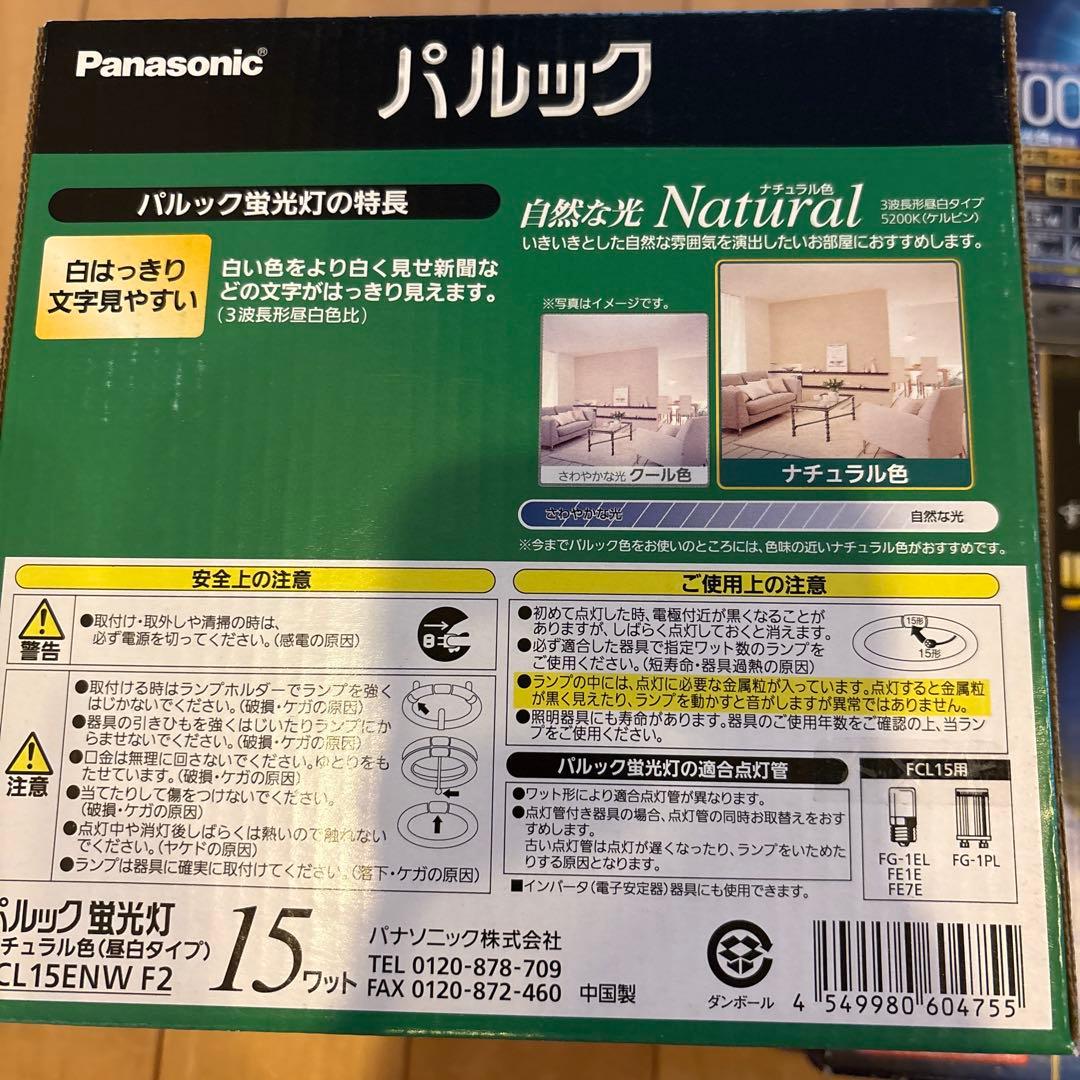 Panasonic®
パルック
パルック蛍光灯の特長
白はっきり
文字見やすい
白い色をより白く見せ新聞な
どの文字がはっきり見えます。
(3波長形昼白色比)
ナチュラル色
自然な光 Natural
3波長形昼白タイプ
5200K(ケルビン)
いきいきとした自然な雰囲気を演出したいお部屋におすすめします。
※写真はイメージです。
さわやかな光 クール色
ナチュラル色
さわやかな光
自然な光
※今までパルック色をお使いのところには、色味の近いナチュラル色がおすすめです。
安全上の注意
警告
●取付け・取外しや清掃の時は、
必ず電源を切ってください。(感電の原因)
注意
●取付ける時はランプホルダーでランプを強く
はじかないでください。(破損・ケガの原因)
●器具の引きひもを強くはじいたりランプにか
らませないでください。(破損・ケガの原因)
●口金は無理に回さないでください。ゆとりをも
たせています。(破損・ケガの原因)
●当てたりして傷をつけないでください。
(破損・ケガの原因)
●点灯中や消灯後しばらくは熱いので触れない
でください。(ヤケドの原因)
●ランプは器具に確実に取付けてください。(落下・ケガの原因)
ご使用上の注意
●初めて点灯した時、電極付近が黒くなることが
ありますが、しばらく点灯しておくと消えます。
●必ず適合した器具で指定ワット数のランプを
ご使用ください。(短寿命・器具過熱の原因)
15形
15形
●ランプの中には、点灯に必要な金属粒が入っています。点灯すると金属粒
が黒く見えたり、ランプを動かすと音がしますが異常ではありません。
●照明器具にも寿命があります。器具のご使用年数をご確認の上、当ラン
プをご使用ください。
パルック蛍光灯の適合点灯管
●ワット形により適合点灯管が異なります。
●点灯管付き器具の場合、点灯管の同時お取替えをおす
すめします。
古い点灯管は点灯が遅くなったり、ランプをいためた
りする原因となります。
■インバータ(電子安定器)器具にも使用できます。
FCL15用
FG-1EL
FE1E
FE7E
FG-1PL
パルック 蛍光灯
チュラル色(昼白タイプ)
CL15ENW F2
15ワット
パナソニック株式会社
TEL 0120-878-709
FAX 0120-872-460
中国製
ダンボール
4 549980 604755